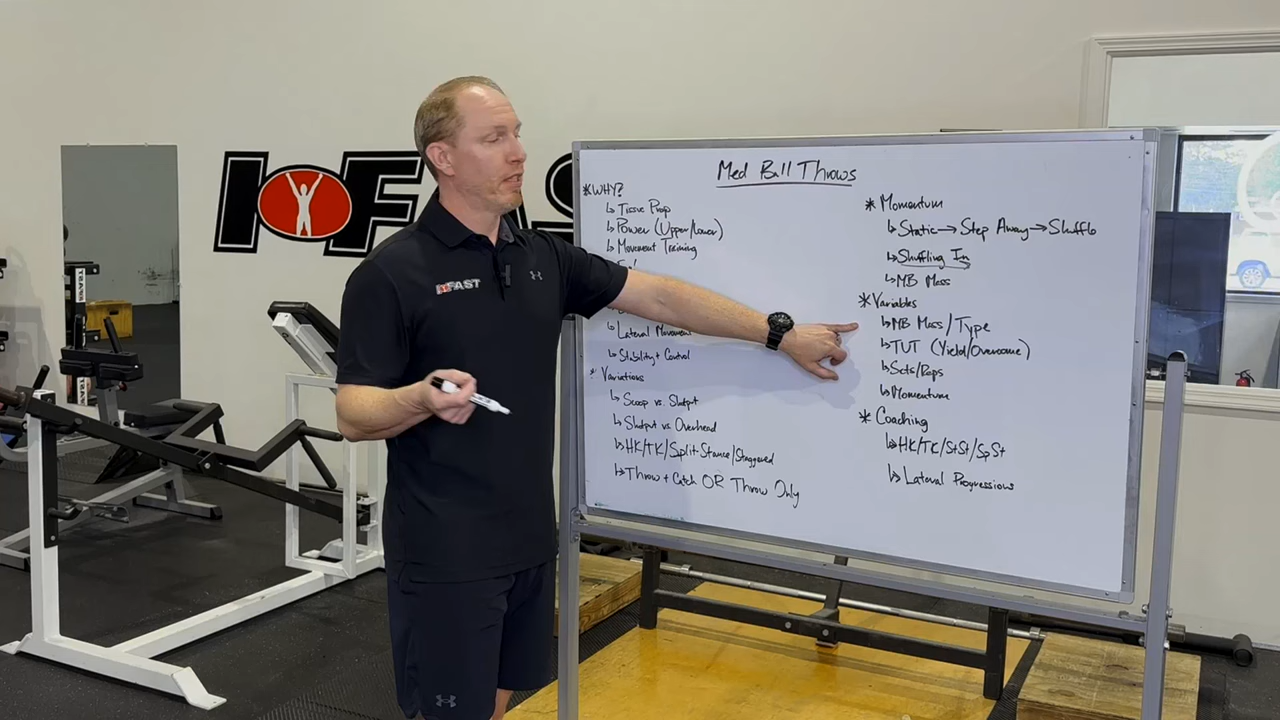 Med Ball Throws
* WHY?
↳ Tissue Prep
↳ Power (Upper/Lower)
↳ Movement Training
↳ Lateral Movement
↳ Stability + Control
* Variations
↳ Scoop vs. Shotput
↳ Shotput vs. Overhead
↳ HK/TK/Split-Stance/Staggered
↳ Throw + Catch OR Throw Only
* Momentum
↳ Static → Step Away → Shuffle
↳ Shuffling In
↳ MB Mass
* Variables
↳ MB Mass/Type
↳ TUT (Yield/Overcome)
↳ Sets/Reps
↳ Momentum
* Coaching
↳ HK/TK/StSt/SpSt
↳ Lateral Progressions
IFAST